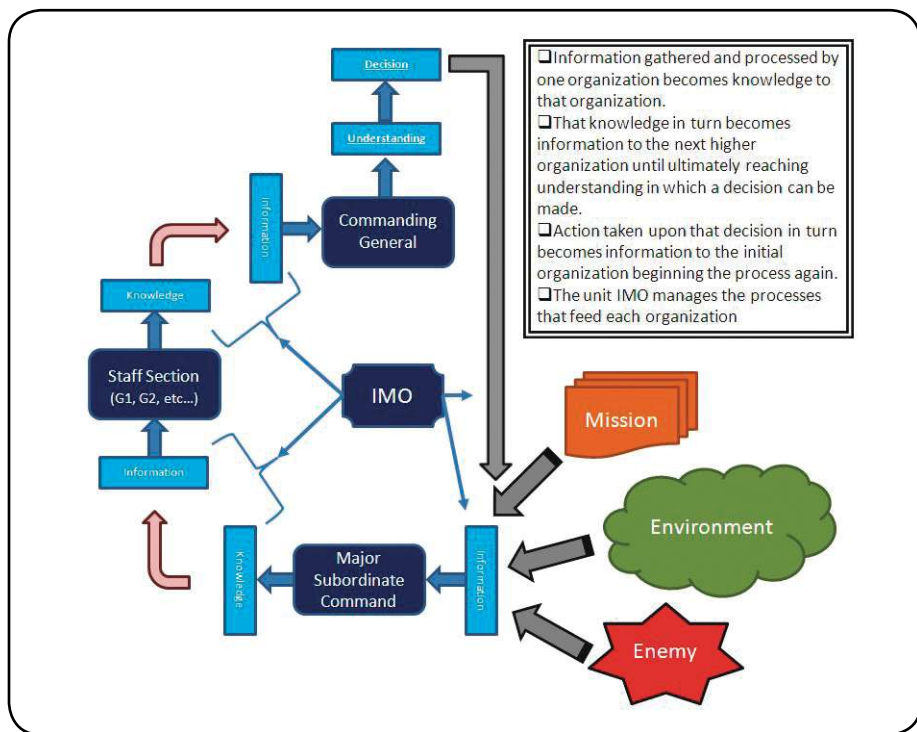 Decision
Understanding
Information
Commanding
General
Knowledge
Staff Section
(G1, G2, etc...)
Information
IMO
Knowledge
Major
Subordinate
Command
Information
❑Information gathered and processed by
one organization becomes knowledge to
that organization.
❑That knowledge in turn becomes
information to the next higher
organization until ultimately reaching
understanding in which a decision can be
made.
❑Action taken upon that decision in turn
becomes information to the initial
organization beginning the process again.
❑The unit IMO manages the processes
that feed each organization
Mission
Environment
Enemy